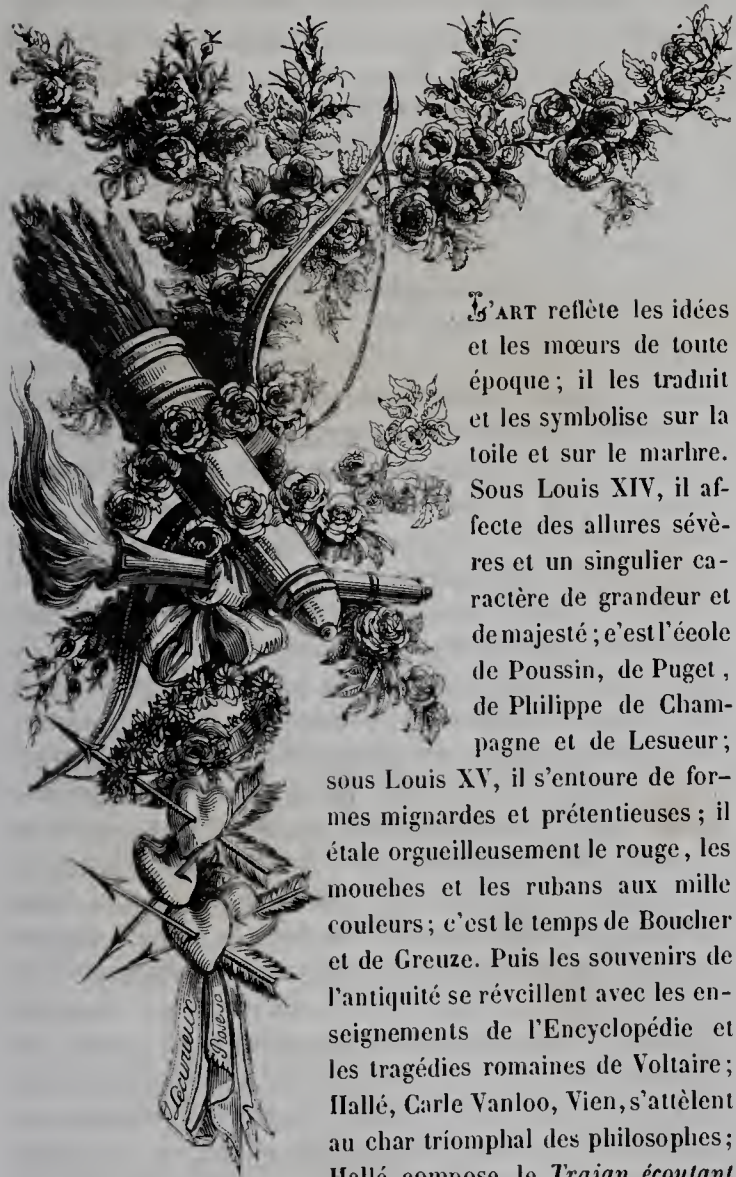 L'ART reflète les idées
et les mœurs de toute
époque ; il les traduit
et les symbolise sur la
toile et sur le marbre.
Sous Louis XIV, il af-
fecte des allures sévè-
res et un singulier ca-
ractère de grandeur et
de majesté ; c'est l'école
de Poussin, de Puget ,
de Philippe de Cham-
pagne et de Lesueur ;
sous Louis XV, il s'entoure de for-
mes mignardes et prétentieuses ; il
étale orgueilleusement le rouge , les
mouches et les rubans aux mille
couleurs ; c'est le temps de Boucher
et de Greuze. Puis les souvenirs de
l'antiquité se réveillent avec les en-
seignements de l'Encyclopédie et
les tragédies romaines de Voltaire ;
Hallé, Carle Vanloo, Vien, s'attèlent
au char triomphal des philosophes ;
Hallé compose le Trajan écoutant